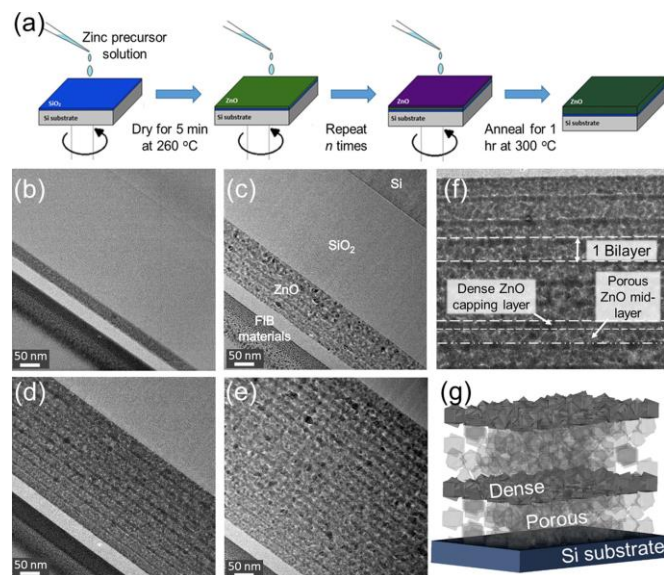 (a)
Zinc precursor
solution
SiO₂
Si substrate
Dry for 5 min
at 260 °C
ZnO
Si substrate
Repeat
n times
ZnO
Si substrate
Anneal for 1
hr at 300 °C
ZnO
Si substrate
(b)
50 nm
(c)
Si
SiO₂
ZnO
FIB
materials
50 nm
(f)
1 Bilayer
Dense ZnO
capping layer
Porous
ZnO mid-
layer
(d)
50 nm
(e)
50 nm
(g)
Dense
Porous
Si substrate